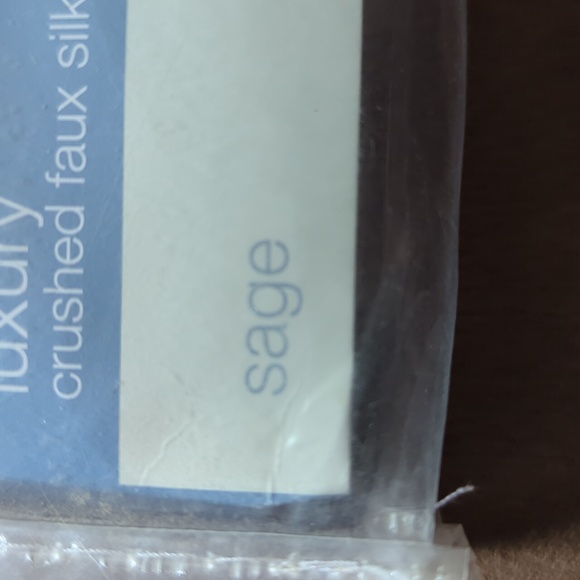 luxury
crushed faux silk
sage